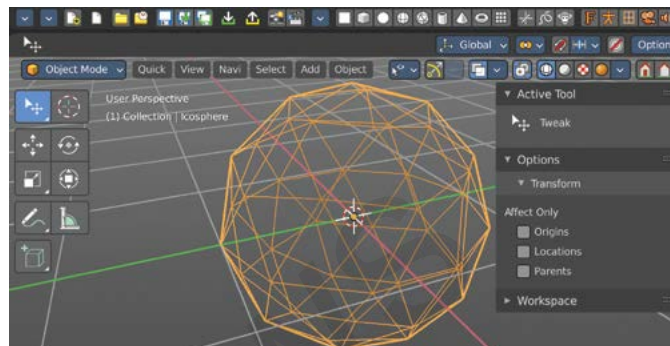 Global
Option
Object Mode
Quick
View
Navi
Select
Add
Object
User Perspective
(1) Collection | Icosphere
Active Tool
Tweak
Options
Transform
Affect Only
Origins
Locations
Parents
Workspace